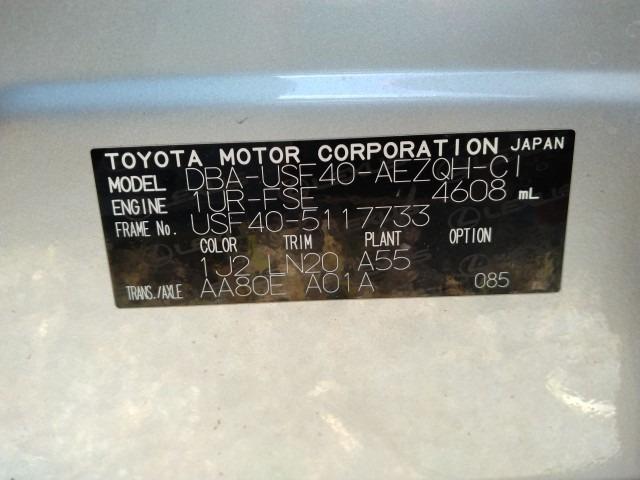 TOYOTA MOTOR CORPORATION JAPAN
MODEL DBA-USF40-AEZQH-CI
ENGINE 1UR-FSE 4608 mL
FRAME No. USF40-5117733
COLOR TRIM PLANT OPTION
1J2 LN20 A55
TRANS./AXLE AA80E A01A 085